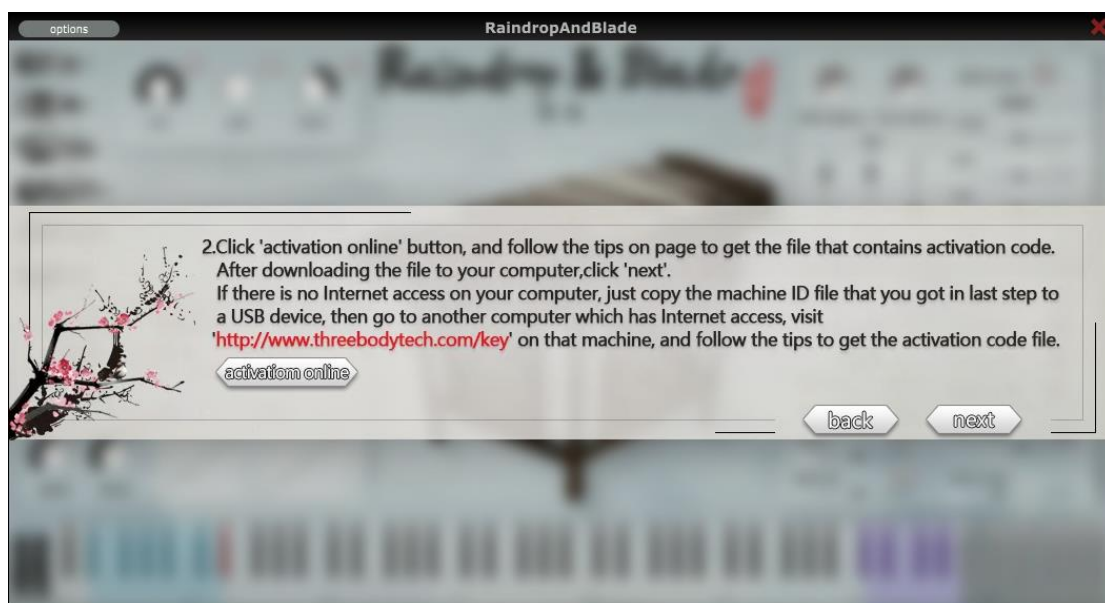 options
RaindropAndBlade
Raindrop & Blade
2.Click 'activation online' button, and follow the tips on page to get the file that contains activation code.
After downloading the file to your computer,click 'next'.
If there is no Internet access on your computer, just copy the machine ID file that you got in last step to
a USB device, then go to another computer which has Internet access, visit
'http://www.threebodytech.com/key' on that machine, and follow the tips to get the activation code file.
activatiom online
back
next